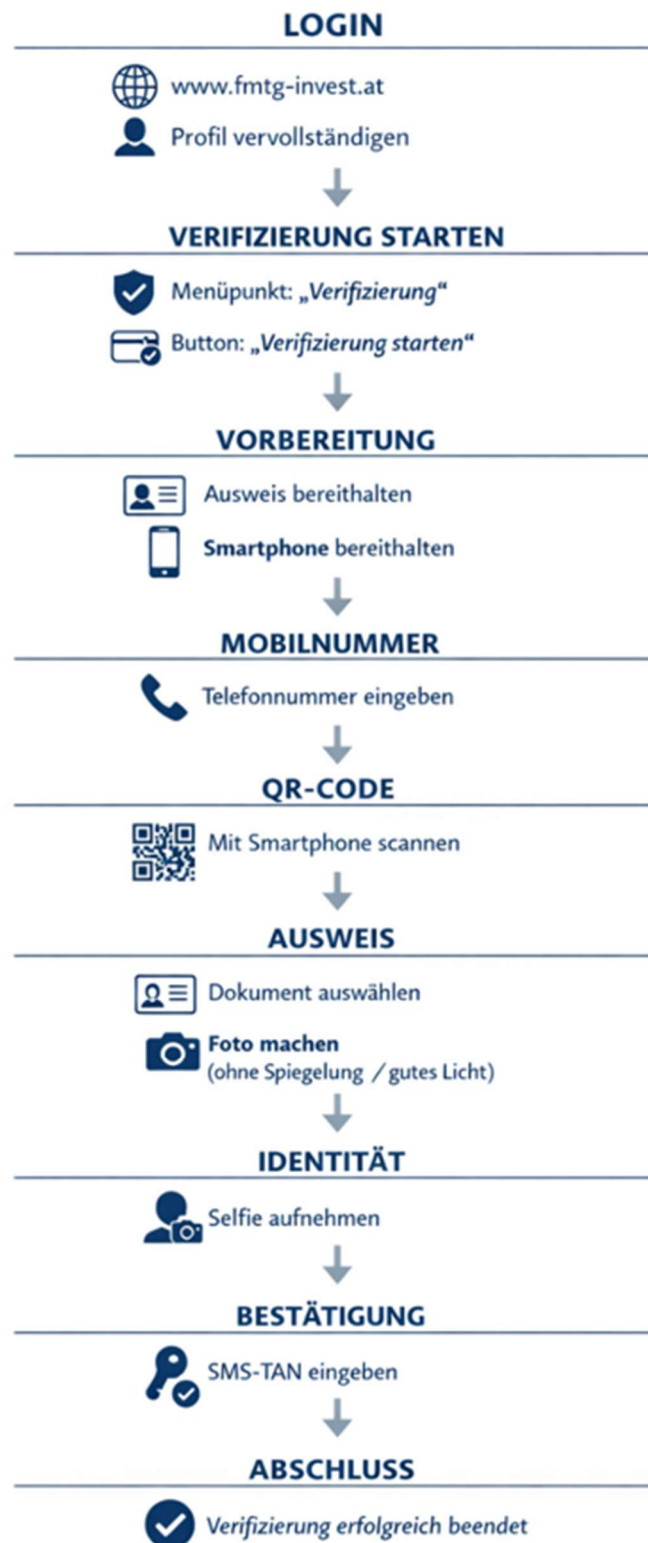 LOGIN
www.fmtg-invest.at
Profil vervollständigen
VERIFIZIERUNG STARTEN
Menüpunkt: „Verifizierung“
Button: „Verifizierung starten“
VORBEREITUNG
Ausweis bereithalten
Smartphone bereithalten
MOBILNUMMER
Telefonnummer eingeben
QR-CODE
Mit Smartphone scannen
AUSWEIS
Dokument auswählen
Foto machen
(ohne Spiegelung / gutes Licht)
IDENTITÄT
Selfie aufnehmen
BESTÄTIGUNG
SMS-TAN eingeben
ABSCHLUSS
Verifizierung erfolgreich beendet